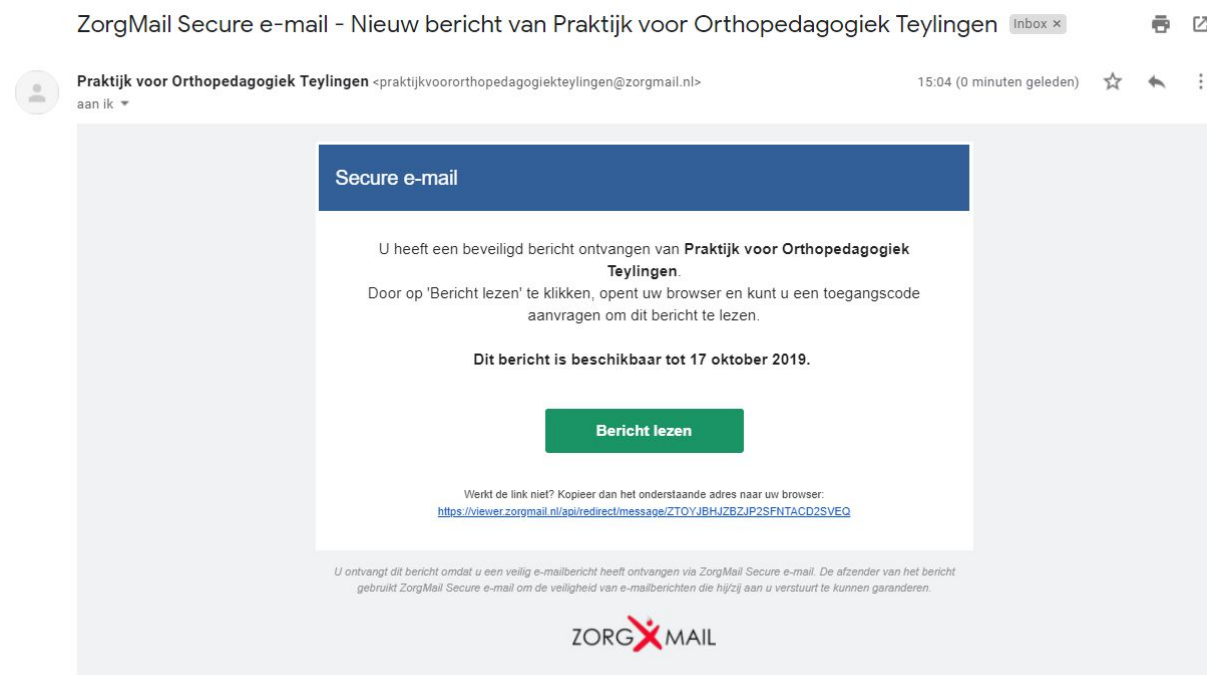 ZorgMail Secure e-mail - Nieuw bericht van Praktijk voor Orthopedagogiek Teylingen Inbox ×
Praktijk voor Orthopedagogiek Teylingen <praktijkvoororthopedagogiekteylingen@zorgmail.nl> 15:04 (0 minuten geleden)
aan ik
Secure e-mail
U heeft een beveiligd bericht ontvangen van Praktijk voor Orthopedagogiek
Teylingen.
Door op 'Bericht lezen' te klikken, opent uw browser en kunt u een toegangscode
aanvragen om dit bericht te lezen.
Dit bericht is beschikbaar tot 17 oktober 2019.
Bericht lezen
Werkt de link niet? Kopieer dan het onderstaande adres naar uw browser:
https://viewer.zorgmail.nl/api/redirect/message/ZTOYJBHJZBZJP2SFNTACD2SVEQ
U ontvangt dit bericht omdat u een veilig e-mailbericht heeft ontvangen via ZorgMail Secure e-mail. De afzender van het bericht
gebruikt ZorgMail Secure e-mail om de veiligheid van e-mailberichten die hij/zij aan u verstuurt te kunnen garanderen.
ZORG MAIL